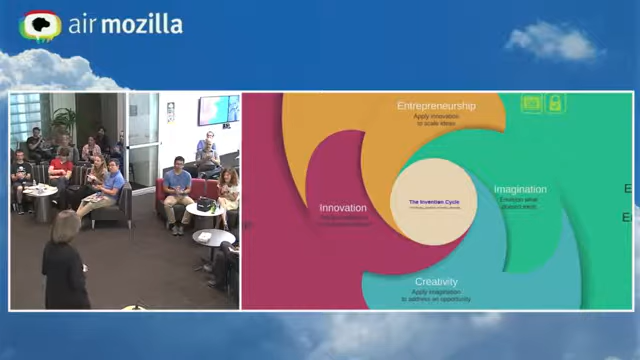 air mozilla
Entrepreneurship
Apply innovation
to scale ideas
Imagination
Envision what
doesn't exist
Innovation
The Invention Cycle
Creativity
Apply imagination
to address an opportunity